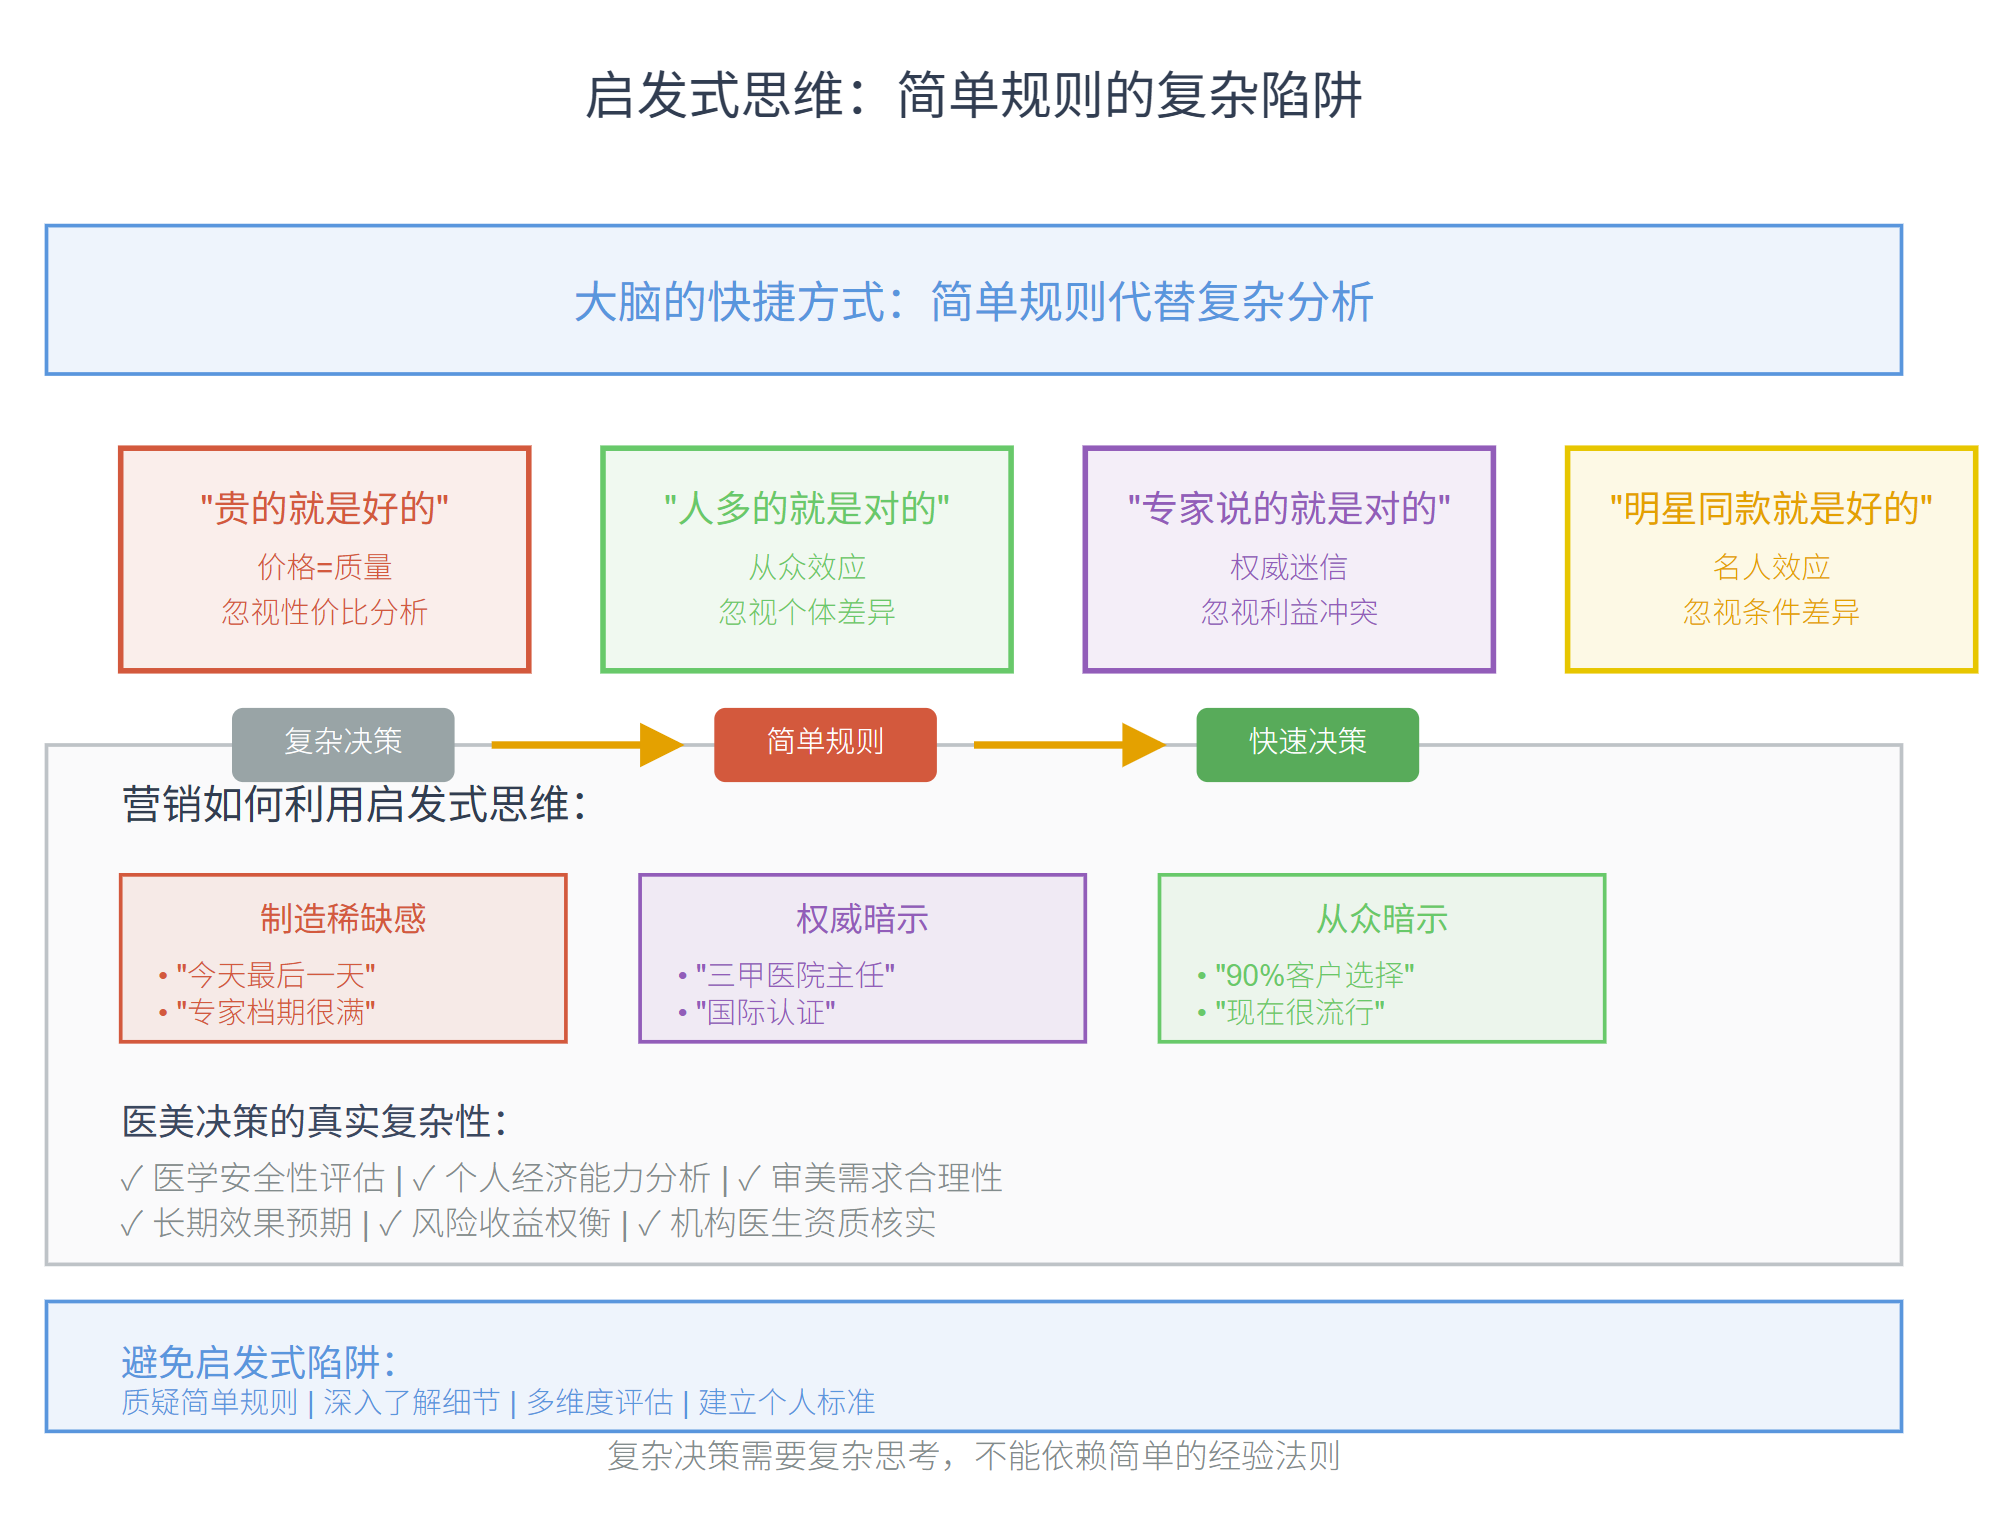 启发式思维：简单规则的复杂陷阱
大脑的快捷方式：简单规则代替复杂分析
"贵的就是好的"
价格=质量
忽视性价比分析
"人多的就是对的"
从众效应
忽视个体差异
"专家说的就是对的"
权威迷信
忽视利益冲突
"明星同款就是好的"
名人效应
忽视条件差异
复杂决策
简单规则
快速决策
营销如何利用启发式思维：
制造稀缺感
• "今天最后一天"
• "专家档期很满"
权威暗示
• "三甲医院主任"
• "国际认证"
从众暗示
• "90%客户选择"
• "现在很流行"
医美决策的真实复杂性：
✓ 医学安全性评估 | ✓ 个人经济能力分析 | ✓ 审美需求合理性
✓ 长期效果预期 | ✓ 风险收益权衡 | ✓ 机构医生资质核实
避免启发式陷阱：
质疑简单规则 | 深入了解细节 | 多维度评估 | 建立个人标准
复杂决策需要复杂思考，不能依赖简单的经验法则